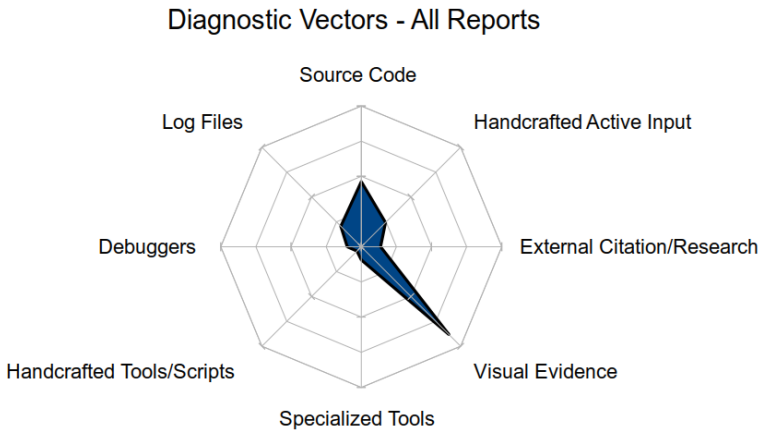 Diagnostic Vectors - All Reports
Source Code
Log Files
Handcrafted Active Input
Debuggers
External Citation/Research
Handcrafted Tools/Scripts
Visual Evidence
Specialized Tools